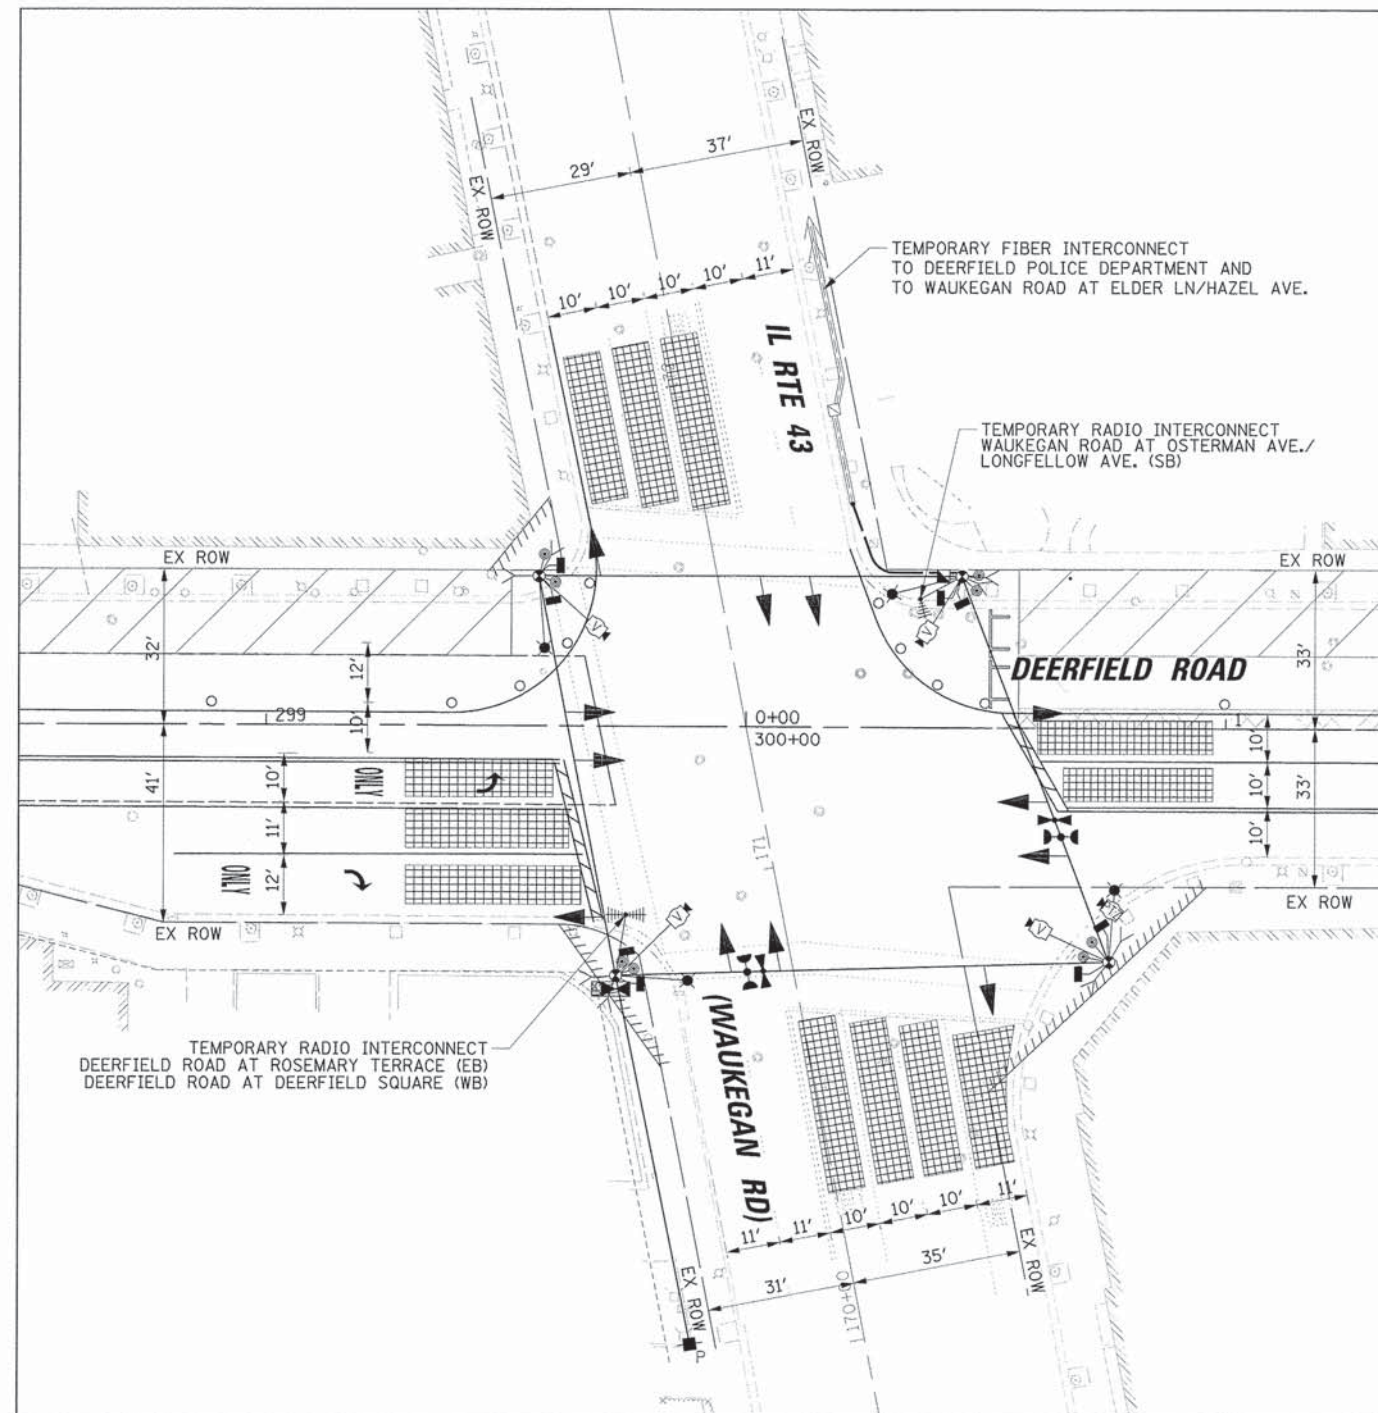 37'
29'
EX ROW
EX ROW
TEMPORARY FIBER INTERCONNECT
TO DEERFIELD POLICE DEPARTMENT AND
TO WAUKEGAN ROAD AT ELDER LN/HAZEL AVE.
10' 10' 10' 10' 11'
IL RTE 43
TEMPORARY RADIO INTERCONNECT
WAUKEGAN ROAD AT OSTERMAN AVE./
LONGFELLOW AVE. (SB)
EX ROW
EX ROW
32'
12'
10'
33'
DEERFIELD ROAD
299
0+00
300+00
1
41'
10'
11'
12'
ONLY
ONLY
10'
10'
10'
33'
1171
V
V
V
V
EX ROW
EX ROW
TEMPORARY RADIO INTERCONNECT
DEERFIELD ROAD AT ROSEMARY TERRACE (EB)
DEERFIELD ROAD AT DEERFIELD SQUARE (WB)
(WAUKEGAN RD)
11' 11' 10' 10' 10' 11'
31'
35'
EX ROW
EX ROW
1170+00